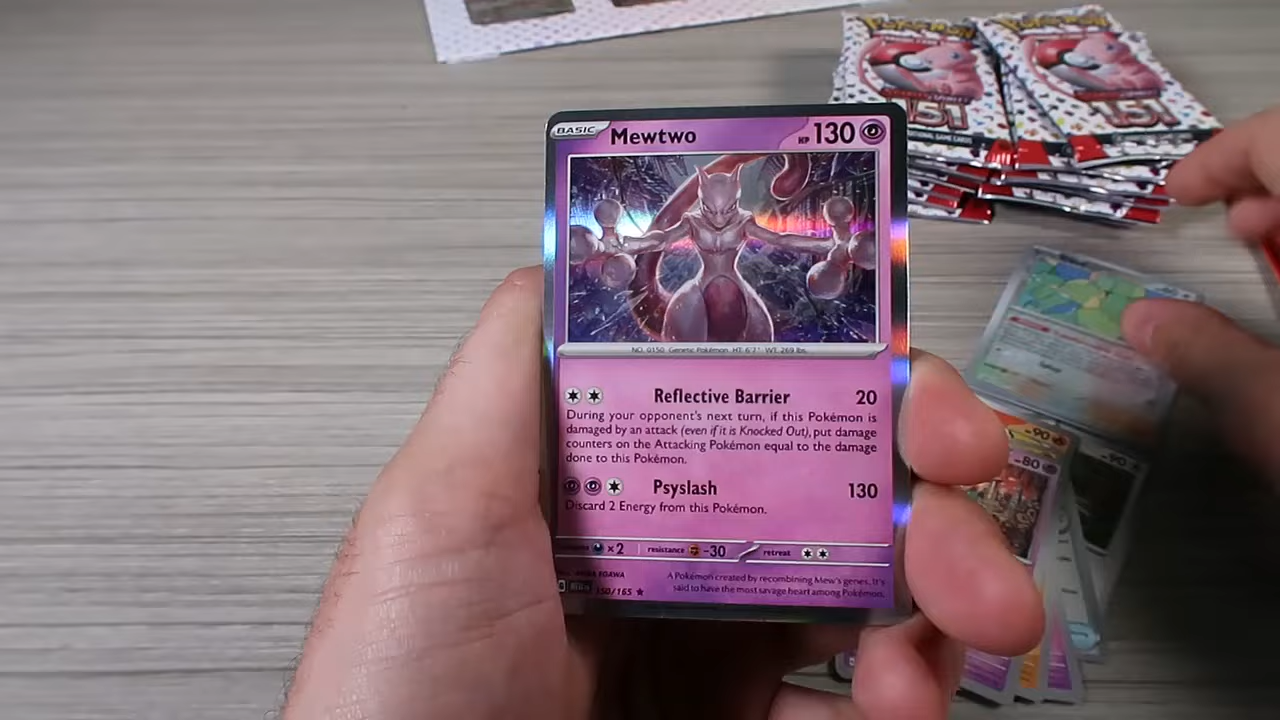 Pokémon
Pokémon
151
151
BASIC
Mewtwo
HP 130
NO. 0150 Genetic Pokémon HT: 6'7" WT: 269 lbs.
Reflective Barrier 20
During your opponent's next turn, if this Pokémon is
damaged by an attack (even if it is Knocked Out), put damage
counters on the Attacking Pokémon equal to the damage
done to this Pokémon.
Psyslash 130
Discard 2 Energy from this Pokémon.
×2 resistance -30 retreat
EGAWA
150/165
A Pokémon created by recombining Mew's genes. It's
said to have the most savage heart among Pokémon.
-90
-80
-90